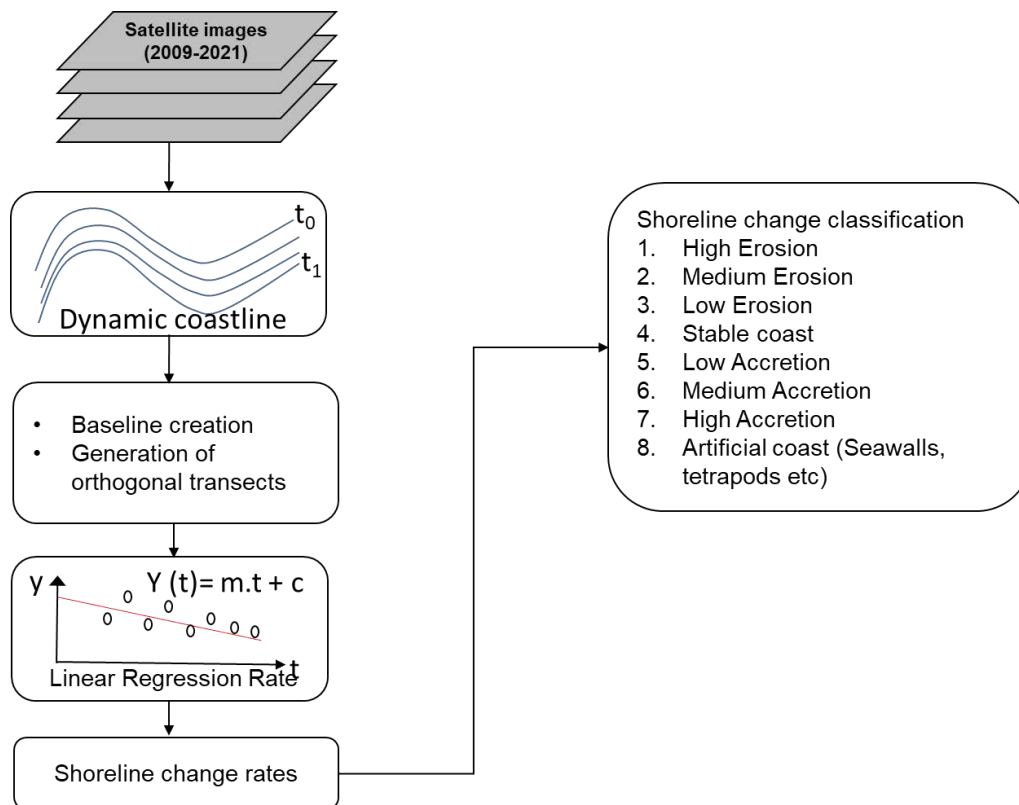 Satellite images
(2009-2021)
t0
t1
Dynamic coastline
• Baseline creation
• Generation of
orthogonal transects
y
Y (t)= m.t + c
t
Linear Regression Rate
Shoreline change rates
Shoreline change classification
1. High Erosion
2. Medium Erosion
3. Low Erosion
4. Stable coast
5. Low Accretion
6. Medium Accretion
7. High Accretion
8. Artificial coast (Seawalls,
tetrapods etc)